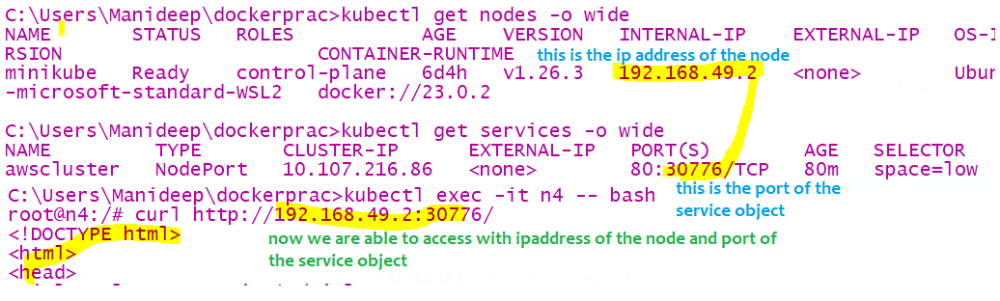 C:\Users\Manideep\dockerprac>kubectl get nodes -o wide
NAME STATUS ROLES AGE VERSION INTERNAL-IP EXTERNAL-IP OS-I
RSION CONTAINER-RUNTIME this is the ip address of the node
minikube Ready control-plane 6d4h v1.26.3 192.168.49.2 <none> Ubun
-microsoft-standard-WSL2 docker://23.0.2
C:\Users\Manideep\dockerprac>kubectl get services -o wide
NAME TYPE CLUSTER-IP EXTERNAL-IP PORT(S) AGE SELECTOR
awscluster NodePort 10.107.216.86 <none> 80:30776/TCP 80m space=low
C:\Users\Manideep\dockerprac>kubectl exec -it n4 -- bash
this is the port of the
service object
root@n4:/# curl http://192.168.49.2:30776/
<!DOCTYPE html>
<html>
<head>
now we are able to access with ipaddress of the node and port of
the service object